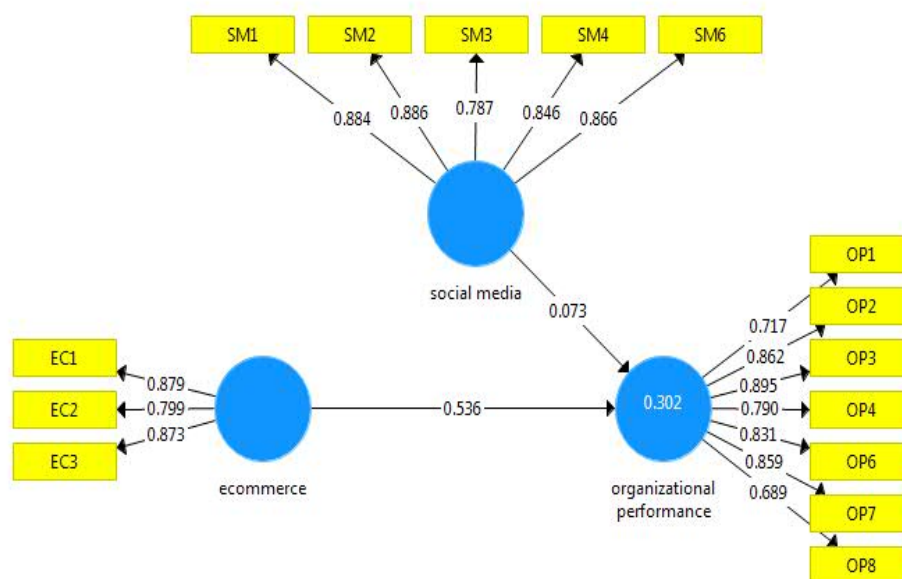 SM1 SM2 SM3 SM4 SM6
0.884 0.886 0.787 0.846 0.866
social media
0.073
EC1
EC2
EC3
0.879
0.799
0.873
ecommerce
0.536
0.302
organizational
performance
0.717
0.862
0.895
0.790
0.831
0.859
0.689
OP1
OP2
OP3
OP4
OP6
OP7
OP8